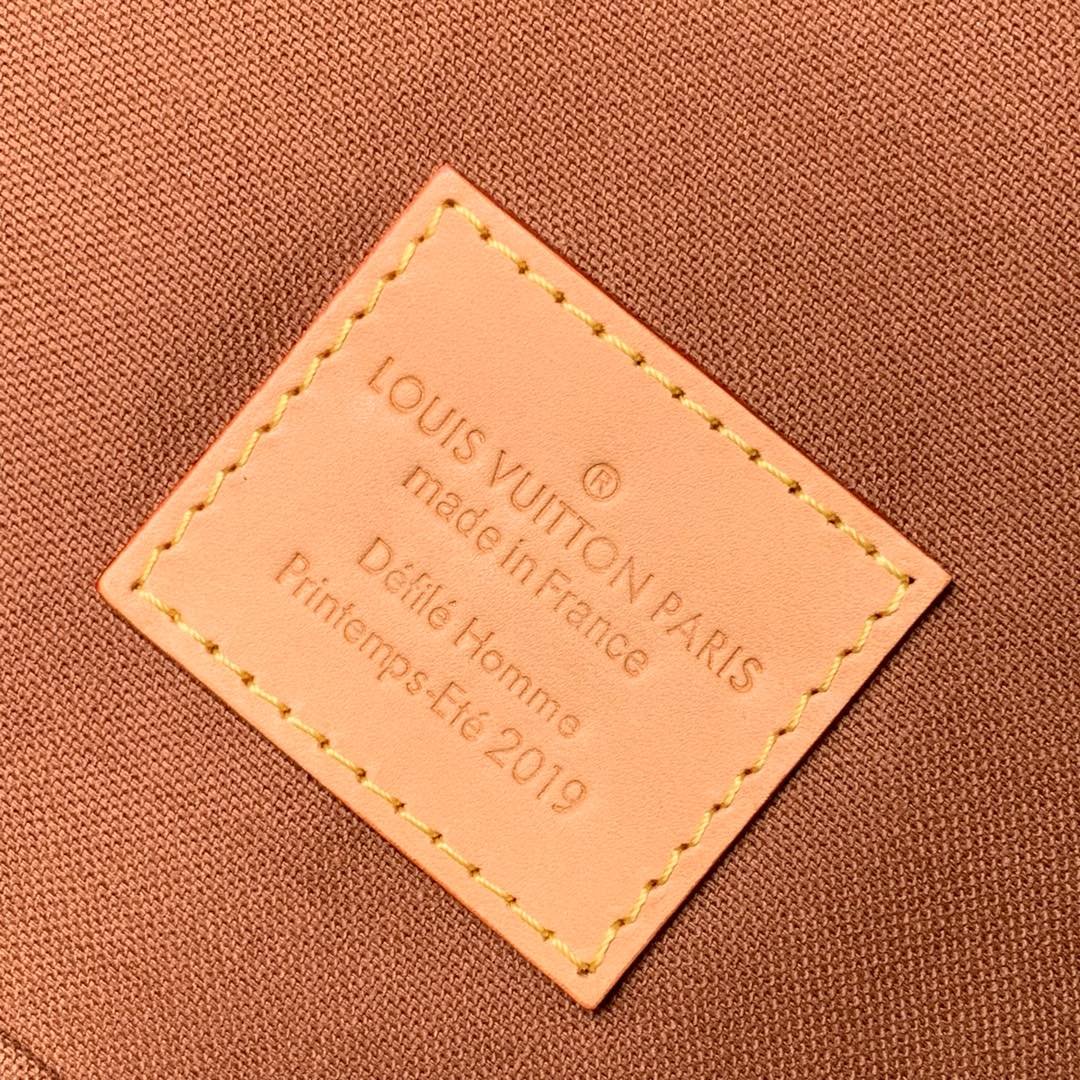 ®
LOUIS VUITTON PARIS
made in France
Défilé Homme
Printemps-Eté 2019